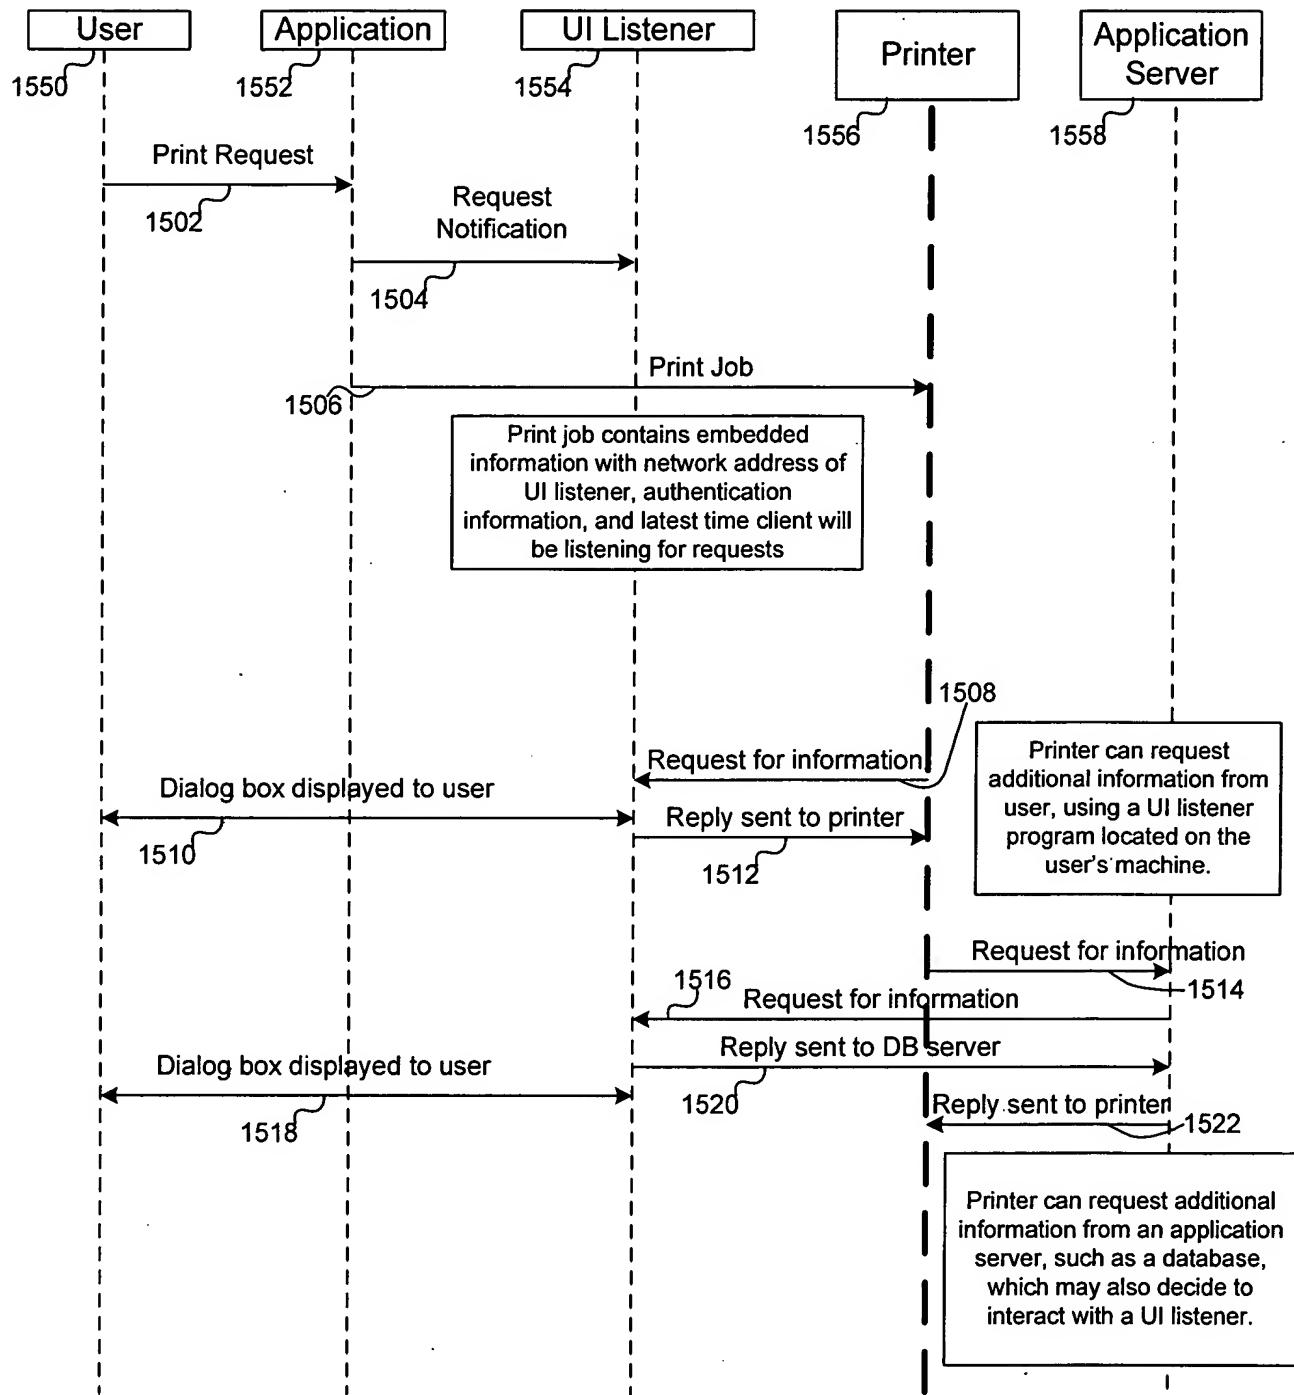 User
Application
UI Listener
Printer
Application
Server
1550
1552
1554
1556
1558
Print Request
1502
Request
Notification
1504
Print Job
1506
Print job contains embedded
information with network address of
UI listener, authentication
information, and latest time client will
be listening for requests
1508
Request for information
Printer can request
additional information from
user, using a UI listener
program located on the
user's machine.
Dialog box displayed to user
1510
Reply sent to printer
1512
Request for information
1514
1516
Request for information
Reply sent to DB server
1520
Dialog box displayed to user
1518
Reply sent to printer
1522
Printer can request additional
information from an application
server, such as a database,
which may also decide to
interact with a UI listener.